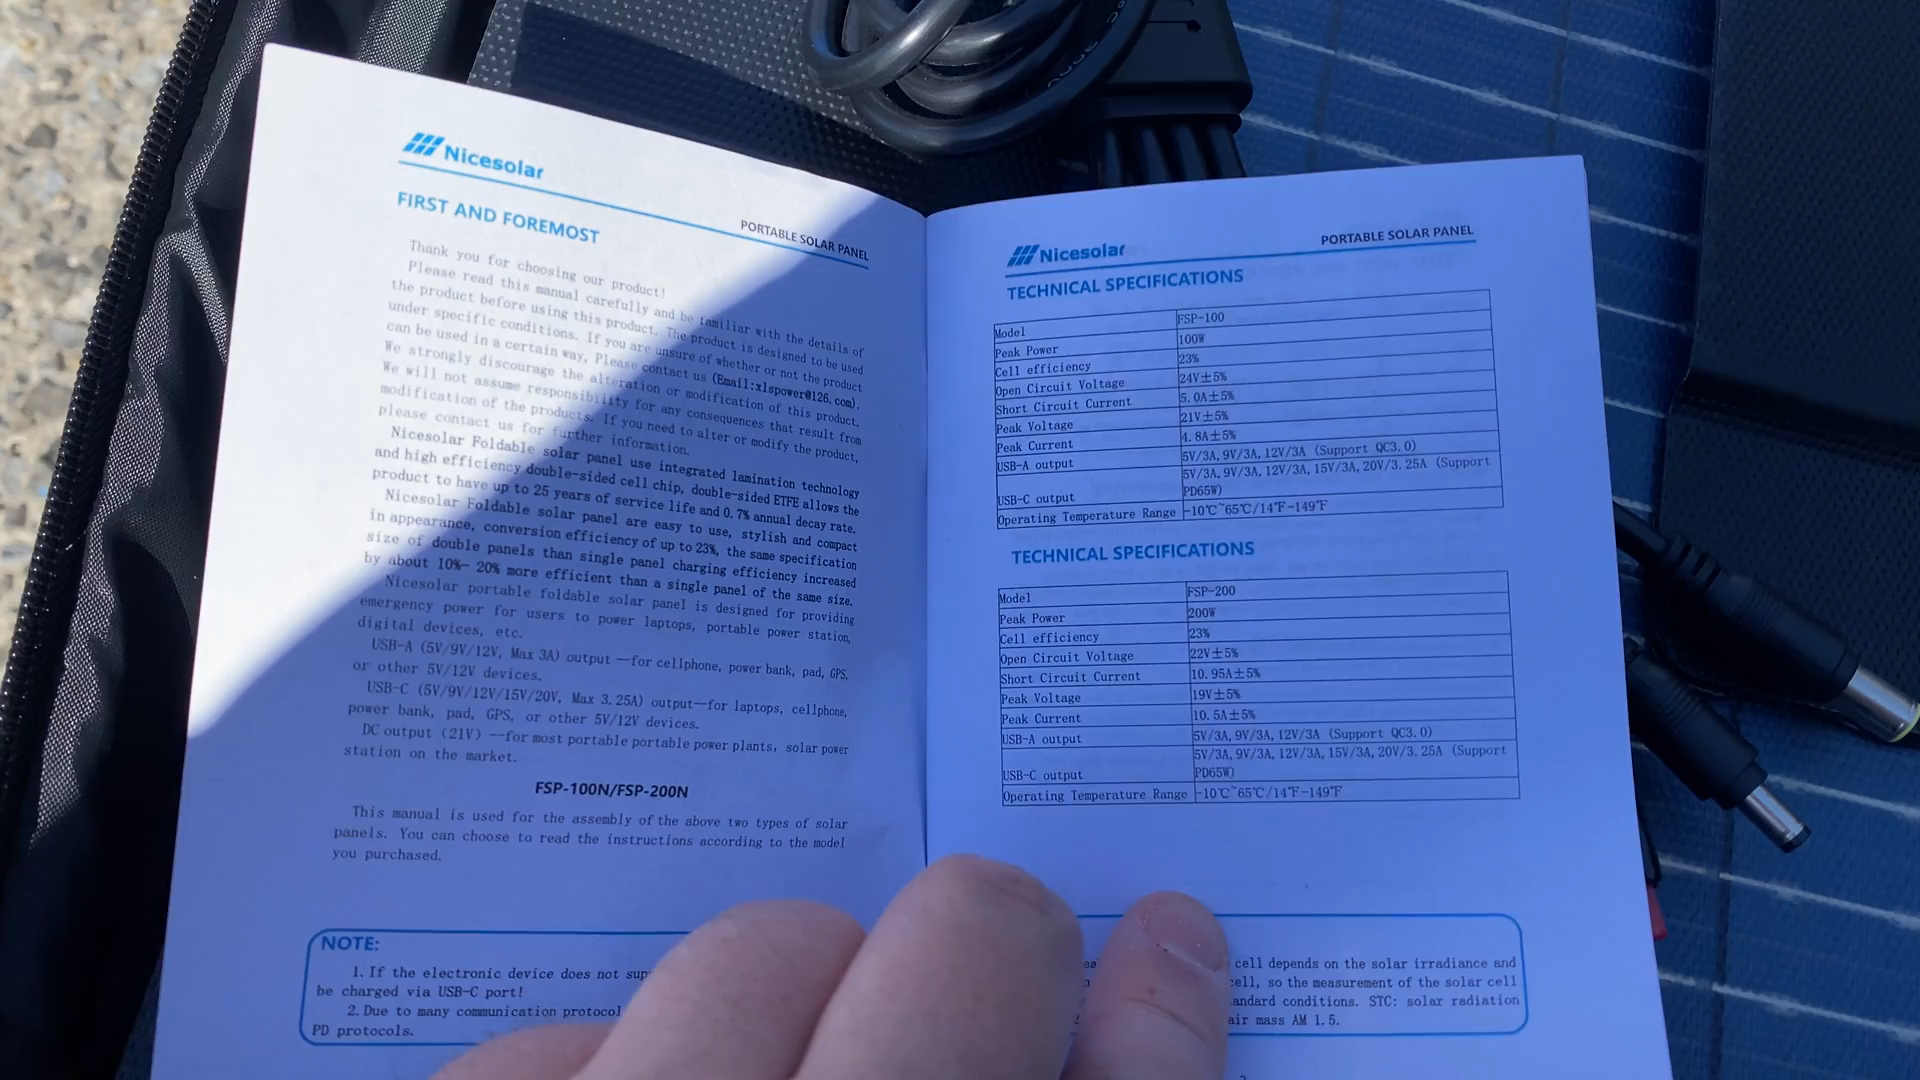 Nicesolar
PORTABLE SOLAR PANEL
FIRST AND FOREMOST
Thank you for choosing our product!
Please read this manual carefully and be familiar with the details of
the product before using this product. The product is designed to be used
under specific conditions. If you are unsure of whether or not the product
can be used in a certain way, Please contact us (Email:xlspower@126.com).
We strongly discourage the alteration or modification of this product.
We will not assume responsibility for any consequences that result from
modification of the products. If you need to alter or modify the product,
please contact us for further information.
Nicesolar Foldable solar panel use integrated lamination technology
and high efficiency double-sided cell chip, double-sided ETFE allows the
product to have up to 25 years of service life and 0.7% annual decay rate.
Nicesolar Foldable solar panel are easy to use, stylish and compact
in appearance, conversion efficiency of up to 23%, the same specification
size of double panels than single panel charging efficiency increased
by about 10%- 20% more efficient than a single panel of the same size.
Nicesolar portable foldable solar panel is designed for providing
emergency power for users to power laptops, portable power station,
digital devices, etc.
USB-A (5V/9V/12V, Max 3A) output —for cellphone, power bank, pad, GPS,
or other 5V/12V devices.
USB-C (5V/9V/12V/15V/20V, Max 3.25A) output—for laptops, cellphone,
power bank, pad, GPS, or other 5V/12V devices.
DC output (21V) —for most portable portable power plants, solar power
station on the market.
FSP-100N/FSP-200N
This manual is used for the assembly of the above two types of solar
panels. You can choose to read the instructions according to the model
you purchased.
NOTE:
1. If the electronic device does not
be charged via USB-C port!
2. Due to many communication protocol
PD protocols.
Nicesolar
PORTABLE SOLAR PANEL
TECHNICAL SPECIFICATIONS
Model FSP-100
Peak Power 100W
Cell efficiency 23%
Open Circuit Voltage 24V±5%
Short Circuit Current 5.0A±5%
Peak Voltage 21V±5%
Peak Current 4.8A±5%
USB-A output 5V/3A, 9V/3A, 12V/3A (Support QC3.0)
USB-C output 5V/3A, 9V/3A, 12V/3A, 15V/3A, 20V/3.25A (Support
PD65W)
Operating Temperature Range -10℃~65℃/14℉-149℉
TECHNICAL SPECIFICATIONS
Model FSP-200
Peak Power 200W
Cell efficiency 23%
Open Circuit Voltage 22V±5%
Short Circuit Current 10.95A±5%
Peak Voltage 19V±5%
Peak Current 10.5A±5%
USB-A output 5V/3A, 9V/3A, 12V/3A (Support QC3.0)
USB-C output 5V/3A, 9V/3A, 12V/3A, 15V/3A, 20V/3.25A (Support
PD65W)
Operating Temperature Range -10℃~65℃/14℉-149℉
cell depends on the solar irradiance and
cell, so the measurement of the solar cell
conditions. STC: solar radiation
air mass AM 1.5.